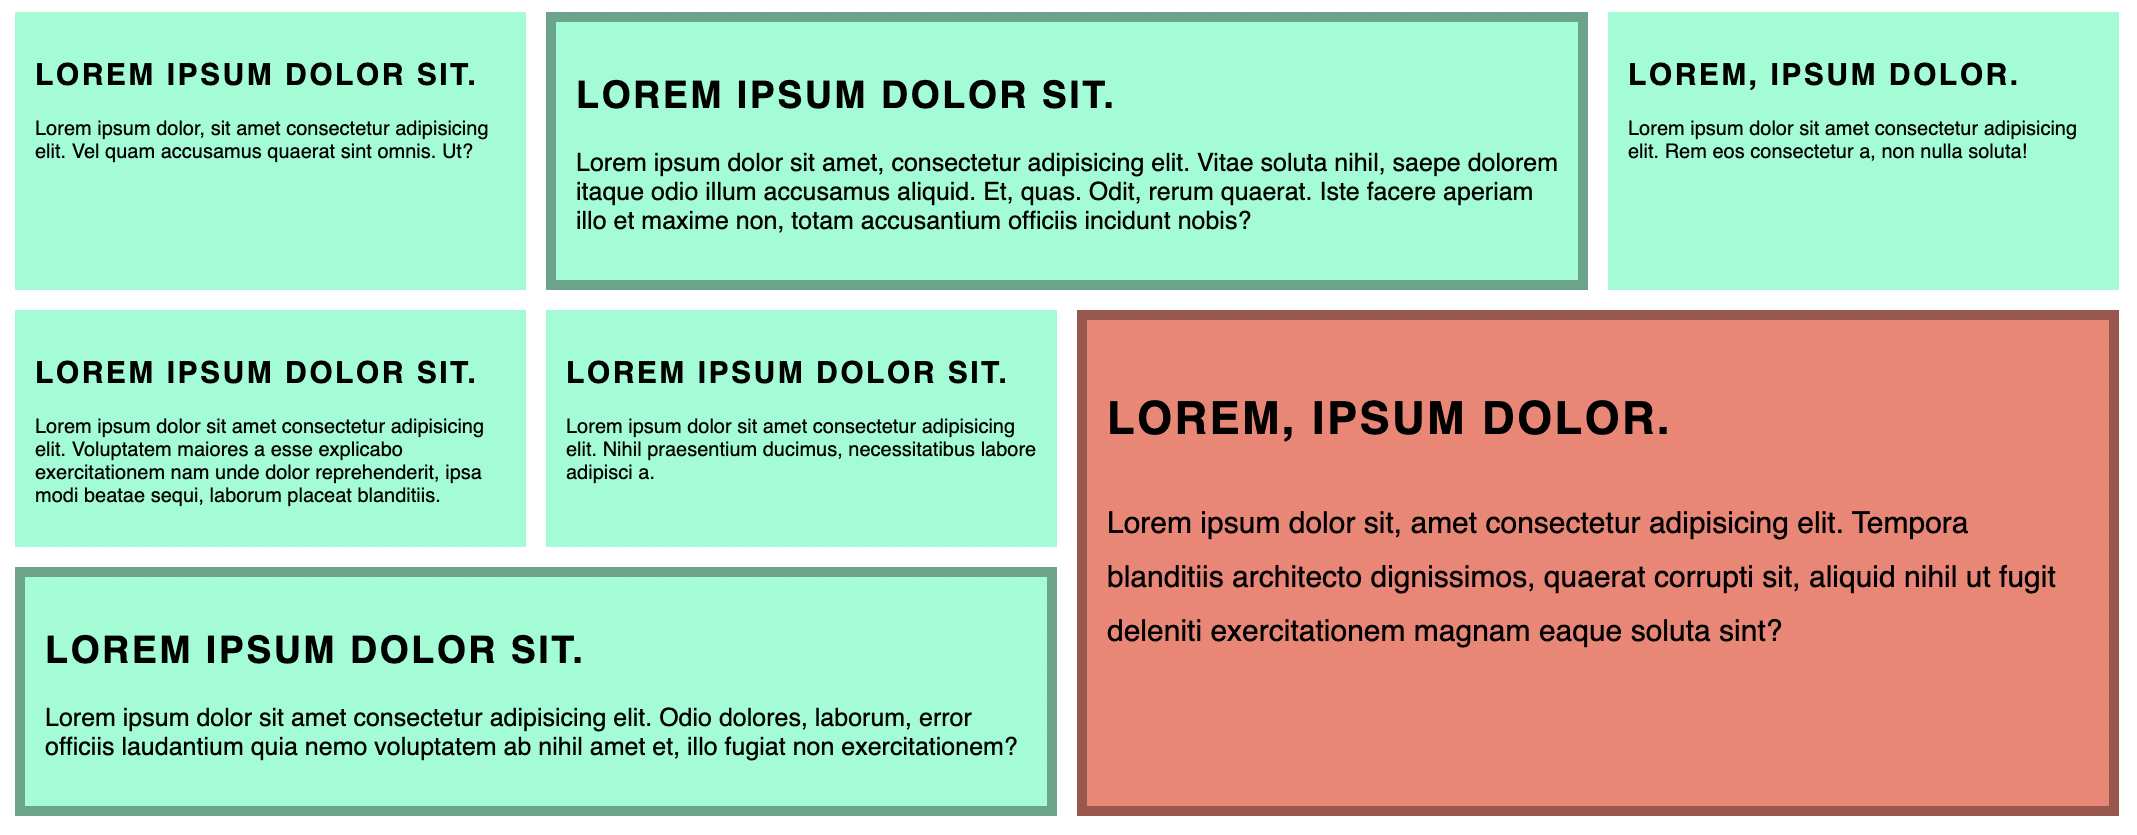 LOREM IPSUM DOLOR SIT.
Lorem ipsum dolor, sit amet consectetur adipisicing
elit. Vel quam accusamus quaerat sint omnis. Ut?
LOREM IPSUM DOLOR SIT.
Lorem ipsum dolor sit amet, consectetur adipisicing elit. Vitae soluta nihil, saepe dolorem
itaque odio illum accusamus aliquid. Et, quas. Odit, rerum quaerat. Iste facere aperiam
illo et maxime non, totam accusantium officiis incidunt nobis?
LOREM, IPSUM DOLOR.
Lorem ipsum dolor sit amet consectetur adipisicing
elit. Rem eos consectetur a, non nulla soluta!
LOREM IPSUM DOLOR SIT.
Lorem ipsum dolor sit amet consectetur adipisicing
elit. Voluptatem maiores a esse explicabo
exercitationem nam unde dolor reprehenderit, ipsa
modi beatae sequi, laborum placeat blanditiis.
LOREM IPSUM DOLOR SIT.
Lorem ipsum dolor sit amet consectetur adipisicing
elit. Nihil praesentium ducimus, necessitatibus labore
adipisci a.
LOREM, IPSUM DOLOR.
Lorem ipsum dolor sit, amet consectetur adipisicing elit. Tempora
blanditiis architecto dignissimos, quaerat corrupti sit, aliquid nihil ut fugit
deleniti exercitationem magnam eaque soluta sint?
LOREM IPSUM DOLOR SIT.
Lorem ipsum dolor sit amet consectetur adipisicing elit. Odio dolores, laborum, error
officiis laudantium quia nemo voluptatem ab nihil amet et, illo fugiat non exercitationem?